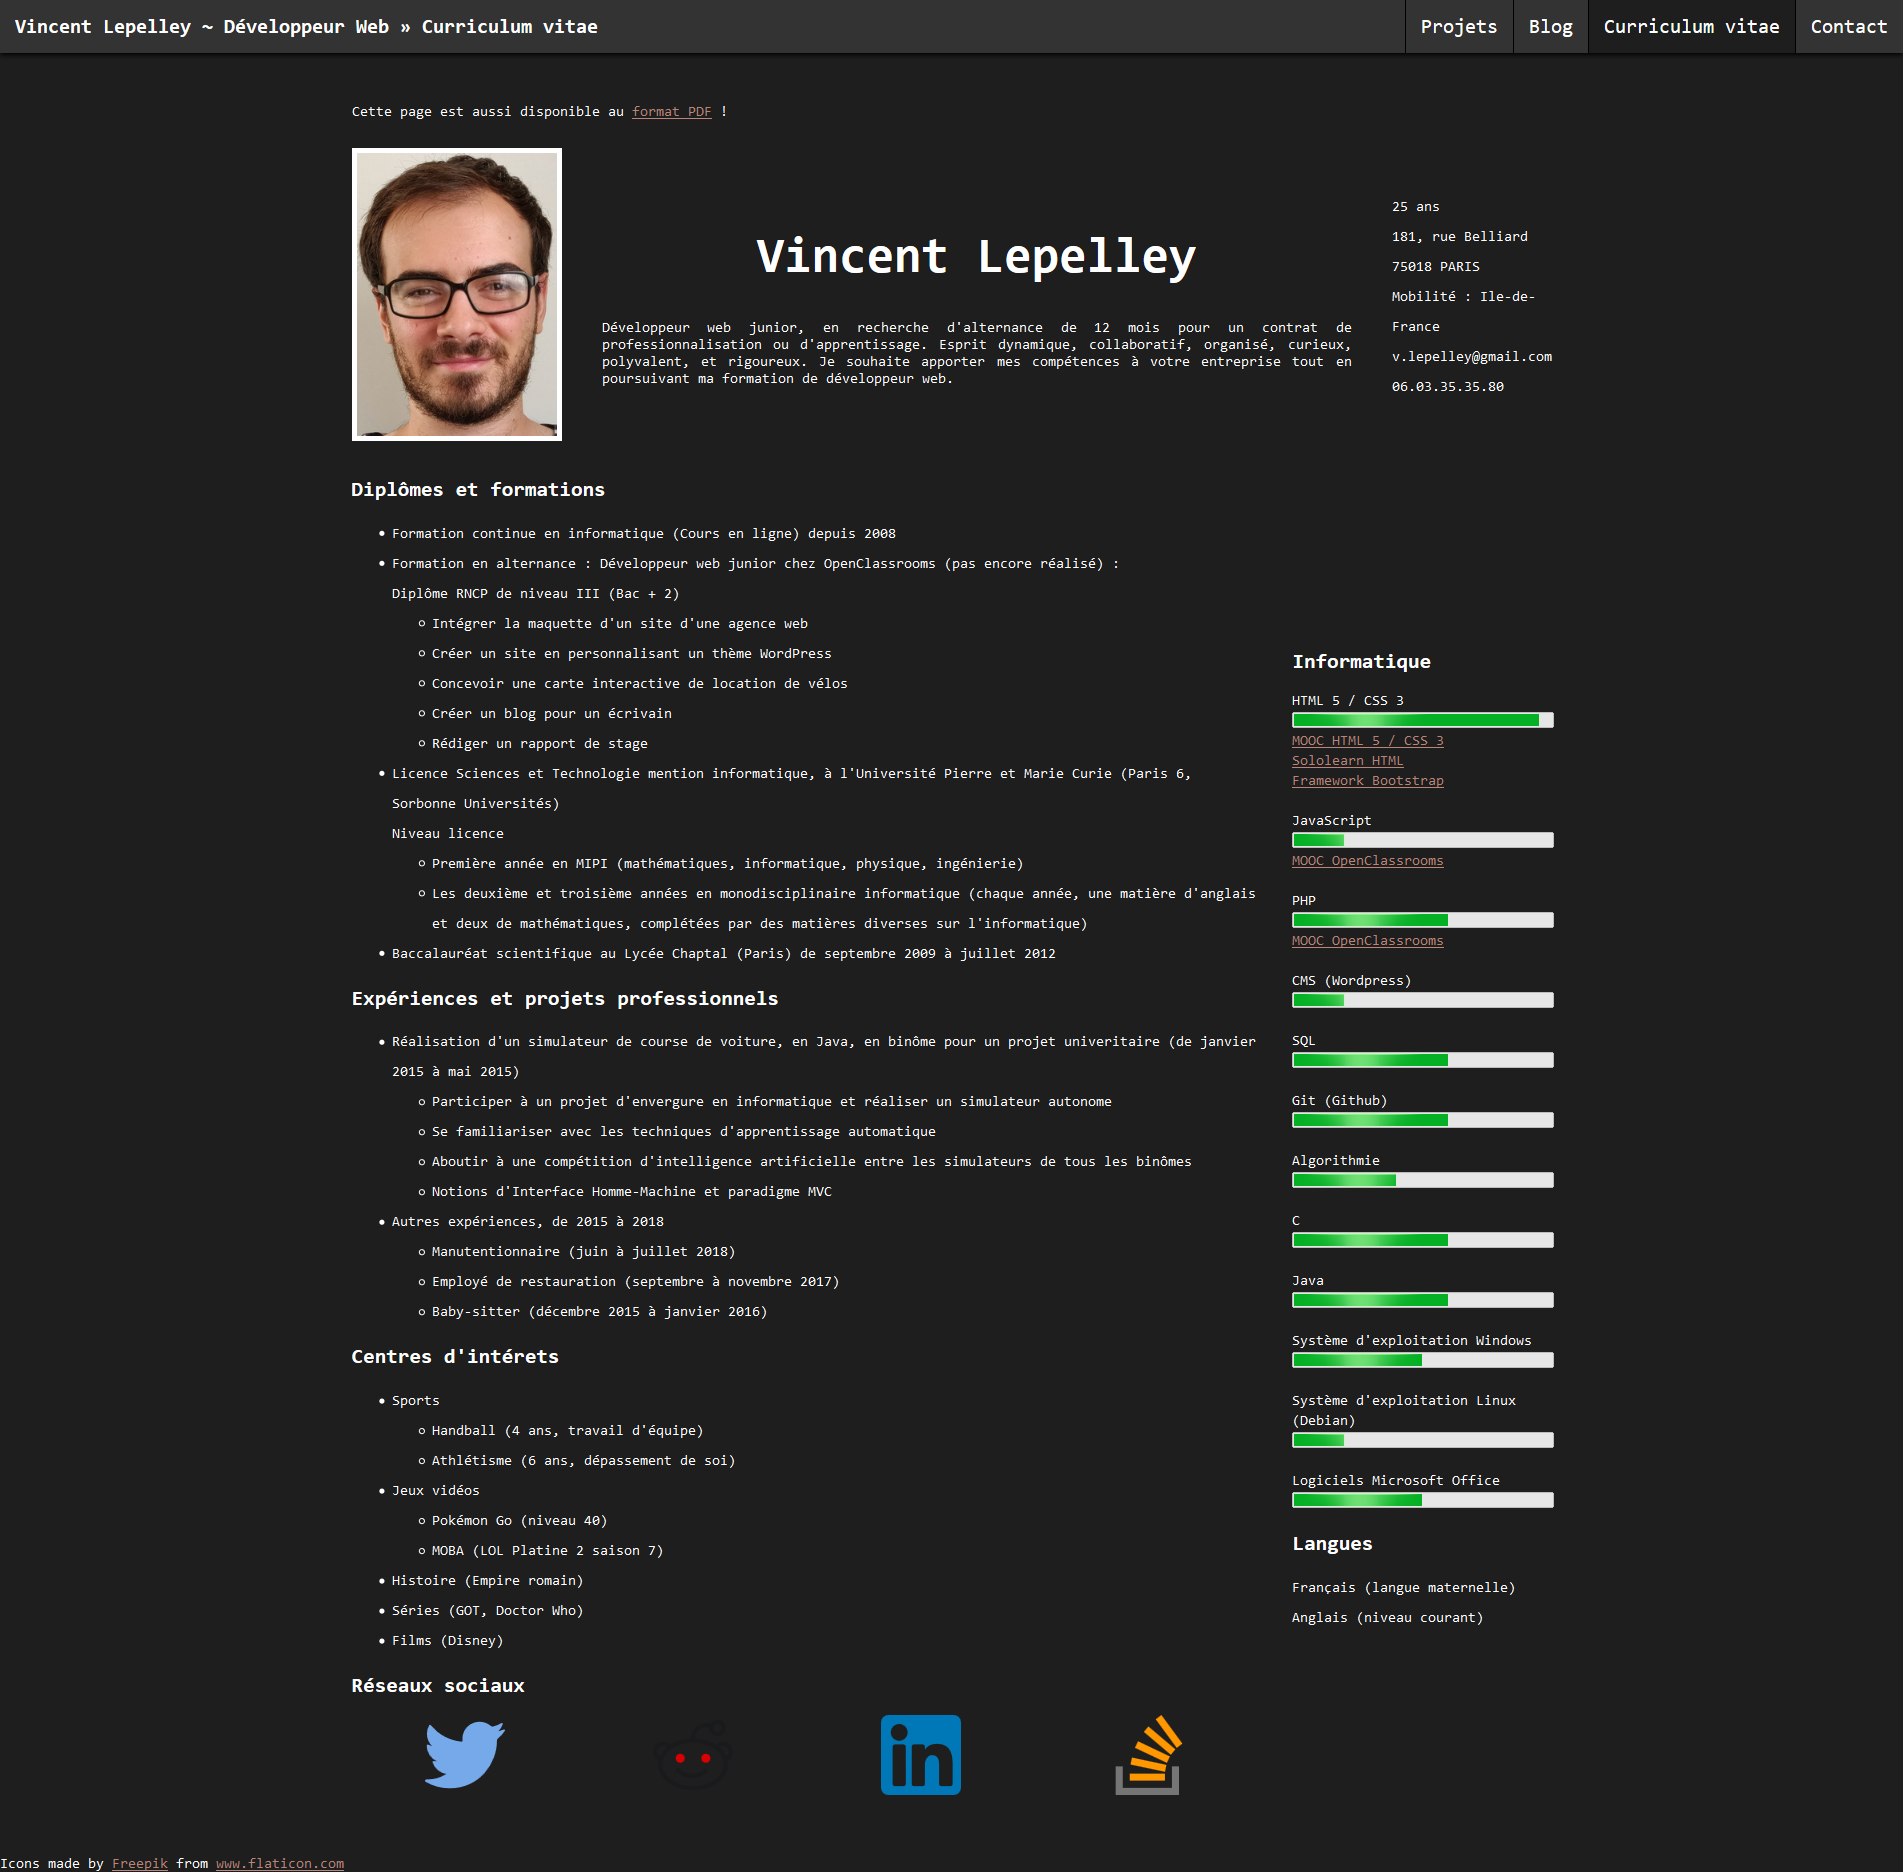 Vincent Lepelley ~ Développeur Web » Curriculum vitae
Projets
Blog
Curriculum vitae
Contact
Cette page est aussi disponible au format PDF !
Vincent Lepelley
Développeur web junior, en recherche d'alternance de 12 mois pour un contrat de
professionnalisation ou d'apprentissage. Esprit dynamique, collaboratif, organisé, curieux,
polyvalent, et rigoureux. Je souhaite apporter mes compétences à votre entreprise tout en
poursuivant ma formation de développeur web.
25 ans
181, rue Belliard
75018 PARIS
Mobilité : Ile-de-
France
v.lepelley@gmail.com
06.03.35.35.80
Diplômes et formations
Formation continue en informatique (Cours en ligne) depuis 2008
Formation en alternance : Développeur web junior chez OpenClassrooms (pas encore réalisé) :
Diplôme RNCP de niveau III (Bac + 2)
Intégrer la maquette d'un site d'une agence web
Créer un site en personnalisant un thème WordPress
Concevoir une carte interactive de location de vélos
Créer un blog pour un écrivain
Rédiger un rapport de stage
Licence Sciences et Technologie mention informatique, à l'Université Pierre et Marie Curie (Paris 6,
Sorbonne Universités)
Niveau licence
Première année en MIPI (mathématiques, informatique, physique, ingénierie)
Les deuxième et troisième années en monodisciplinaire informatique (chaque année, une matière d'anglais
et deux de mathématiques, complétées par des matières diverses sur l'informatique)
Baccalauréat scientifique au Lycée Chaptal (Paris) de septembre 2009 à juillet 2012
Expériences et projets professionnels
Réalisation d'un simulateur de course de voiture, en Java, en binôme pour un projet univeritaire (de janvier
2015 à mai 2015)
Participer à un projet d'envergure en informatique et réaliser un simulateur autonome
Se familiariser avec les techniques d'apprentissage automatique
Aboutir à une compétition d'intelligence artificielle entre les simulateurs de tous les binômes
Notions d'Interface Homme-Machine et paradigme MVC
Autres expériences, de 2015 à 2018
Manutentionnaire (juin à juillet 2018)
Employé de restauration (septembre à novembre 2017)
Baby-sitter (décembre 2015 à janvier 2016)
Centres d'intérets
Sports
Handball (4 ans, travail d'équipe)
Athlétisme (6 ans, dépassement de soi)
Jeux vidéos
Pokémon Go (niveau 40)
MOBA (LOL Platine 2 saison 7)
Histoire (Empire romain)
Séries (GOT, Doctor Who)
Films (Disney)
Réseaux sociaux
in
Informatique
HTML 5 / CSS 3
MOOC HTML 5 / CSS 3
Sololearn HTML
Framework Bootstrap
JavaScript
MOOC OpenClassrooms
PHP
MOOC OpenClassrooms
CMS (Wordpress)
SQL
Git (Github)
Algorithmie
C
Java
Système d'exploitation Windows
Système d'exploitation Linux
(Debian)
Logiciels Microsoft Office
Langues
Français (langue maternelle)
Anglais (niveau courant)
Icons made by Freepik from www.flaticon.com